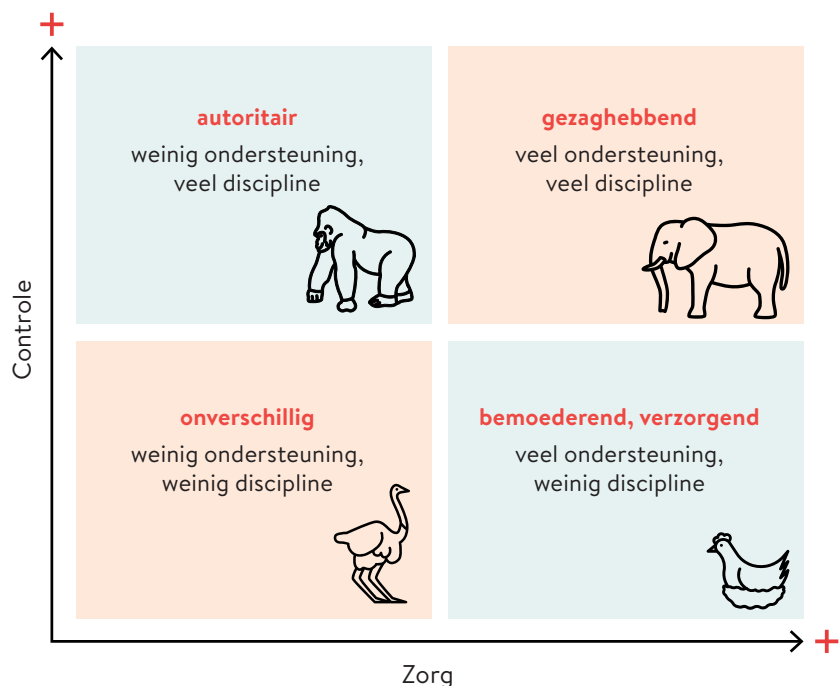 +
autoritair
weinig ondersteuning,
veel discipline
gezaghebbend
veel ondersteuning,
veel discipline
Controle
onverschillig
weinig ondersteuning,
weinig discipline
bemoederend, verzorgend
veel ondersteuning,
weinig discipline
+
Zorg